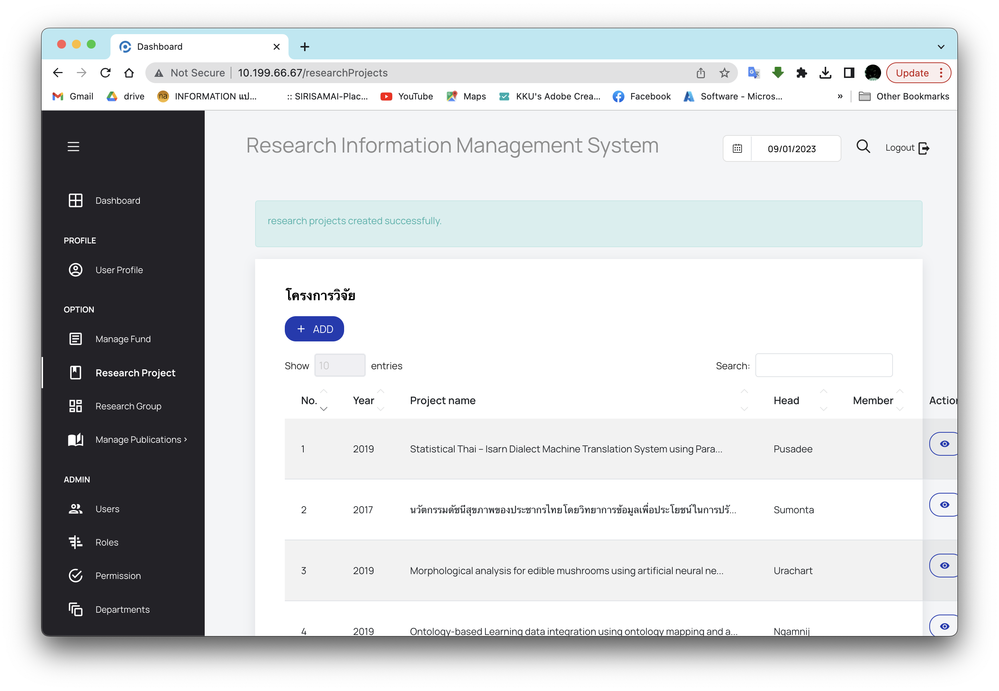 Dashboard
Not Secure 10.199.66.67/researchProjects Update
Gmail drive INFORMATION แป... :: SIRISAMAI-Plac... YouTube Maps KKU's Adobe Crea... Facebook Software - Micros... » Other Bookmarks
Research Information Management System 09/01/2023 Logout
Dashboard
PROFILE
User Profile
OPTION
Manage Fund
Research Project
Research Group
Manage Publications
ADMIN
Users
Roles
Permission
Departments
research projects created successfully.
โครงการวิจัย
+ ADD
Show 10 entries Search:
No. Year Project name Head Member Action
1 2019 Statistical Thai – Isarn Dialect Machine Translation System using Para... Pusadee
2 2017 นวัตกรรมดัชนีสุขภาพของประชากรไทยโดยวิทยาการข้อมูลเพื่อประโยชน์ในการปรั... Sumonta
3 2019 Morphological analysis for edible mushrooms using artificial neural ne... Urachart
4 2019 Ontology-based Learning data integration using ontology mapping and a... Ngamnij